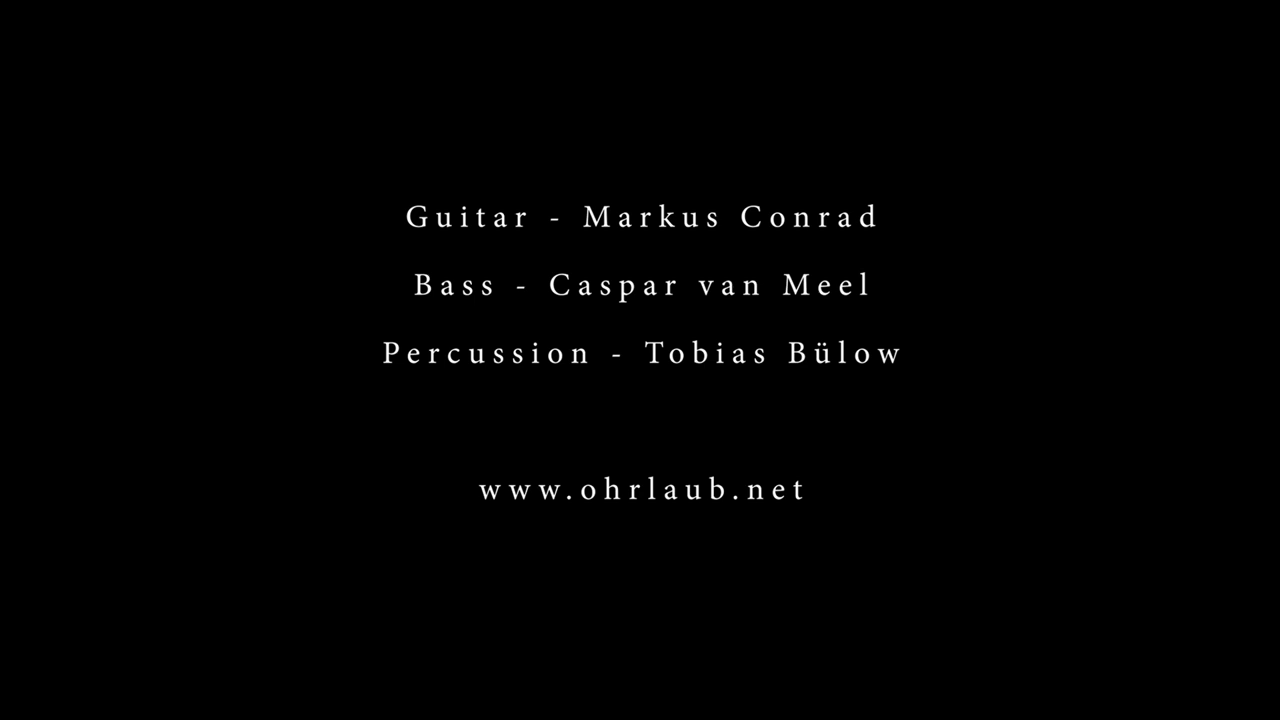 Guitar - Markus Conrad
Bass - Caspar van Meel
Percussion - Tobias Bülow
www.ohrlaub.net